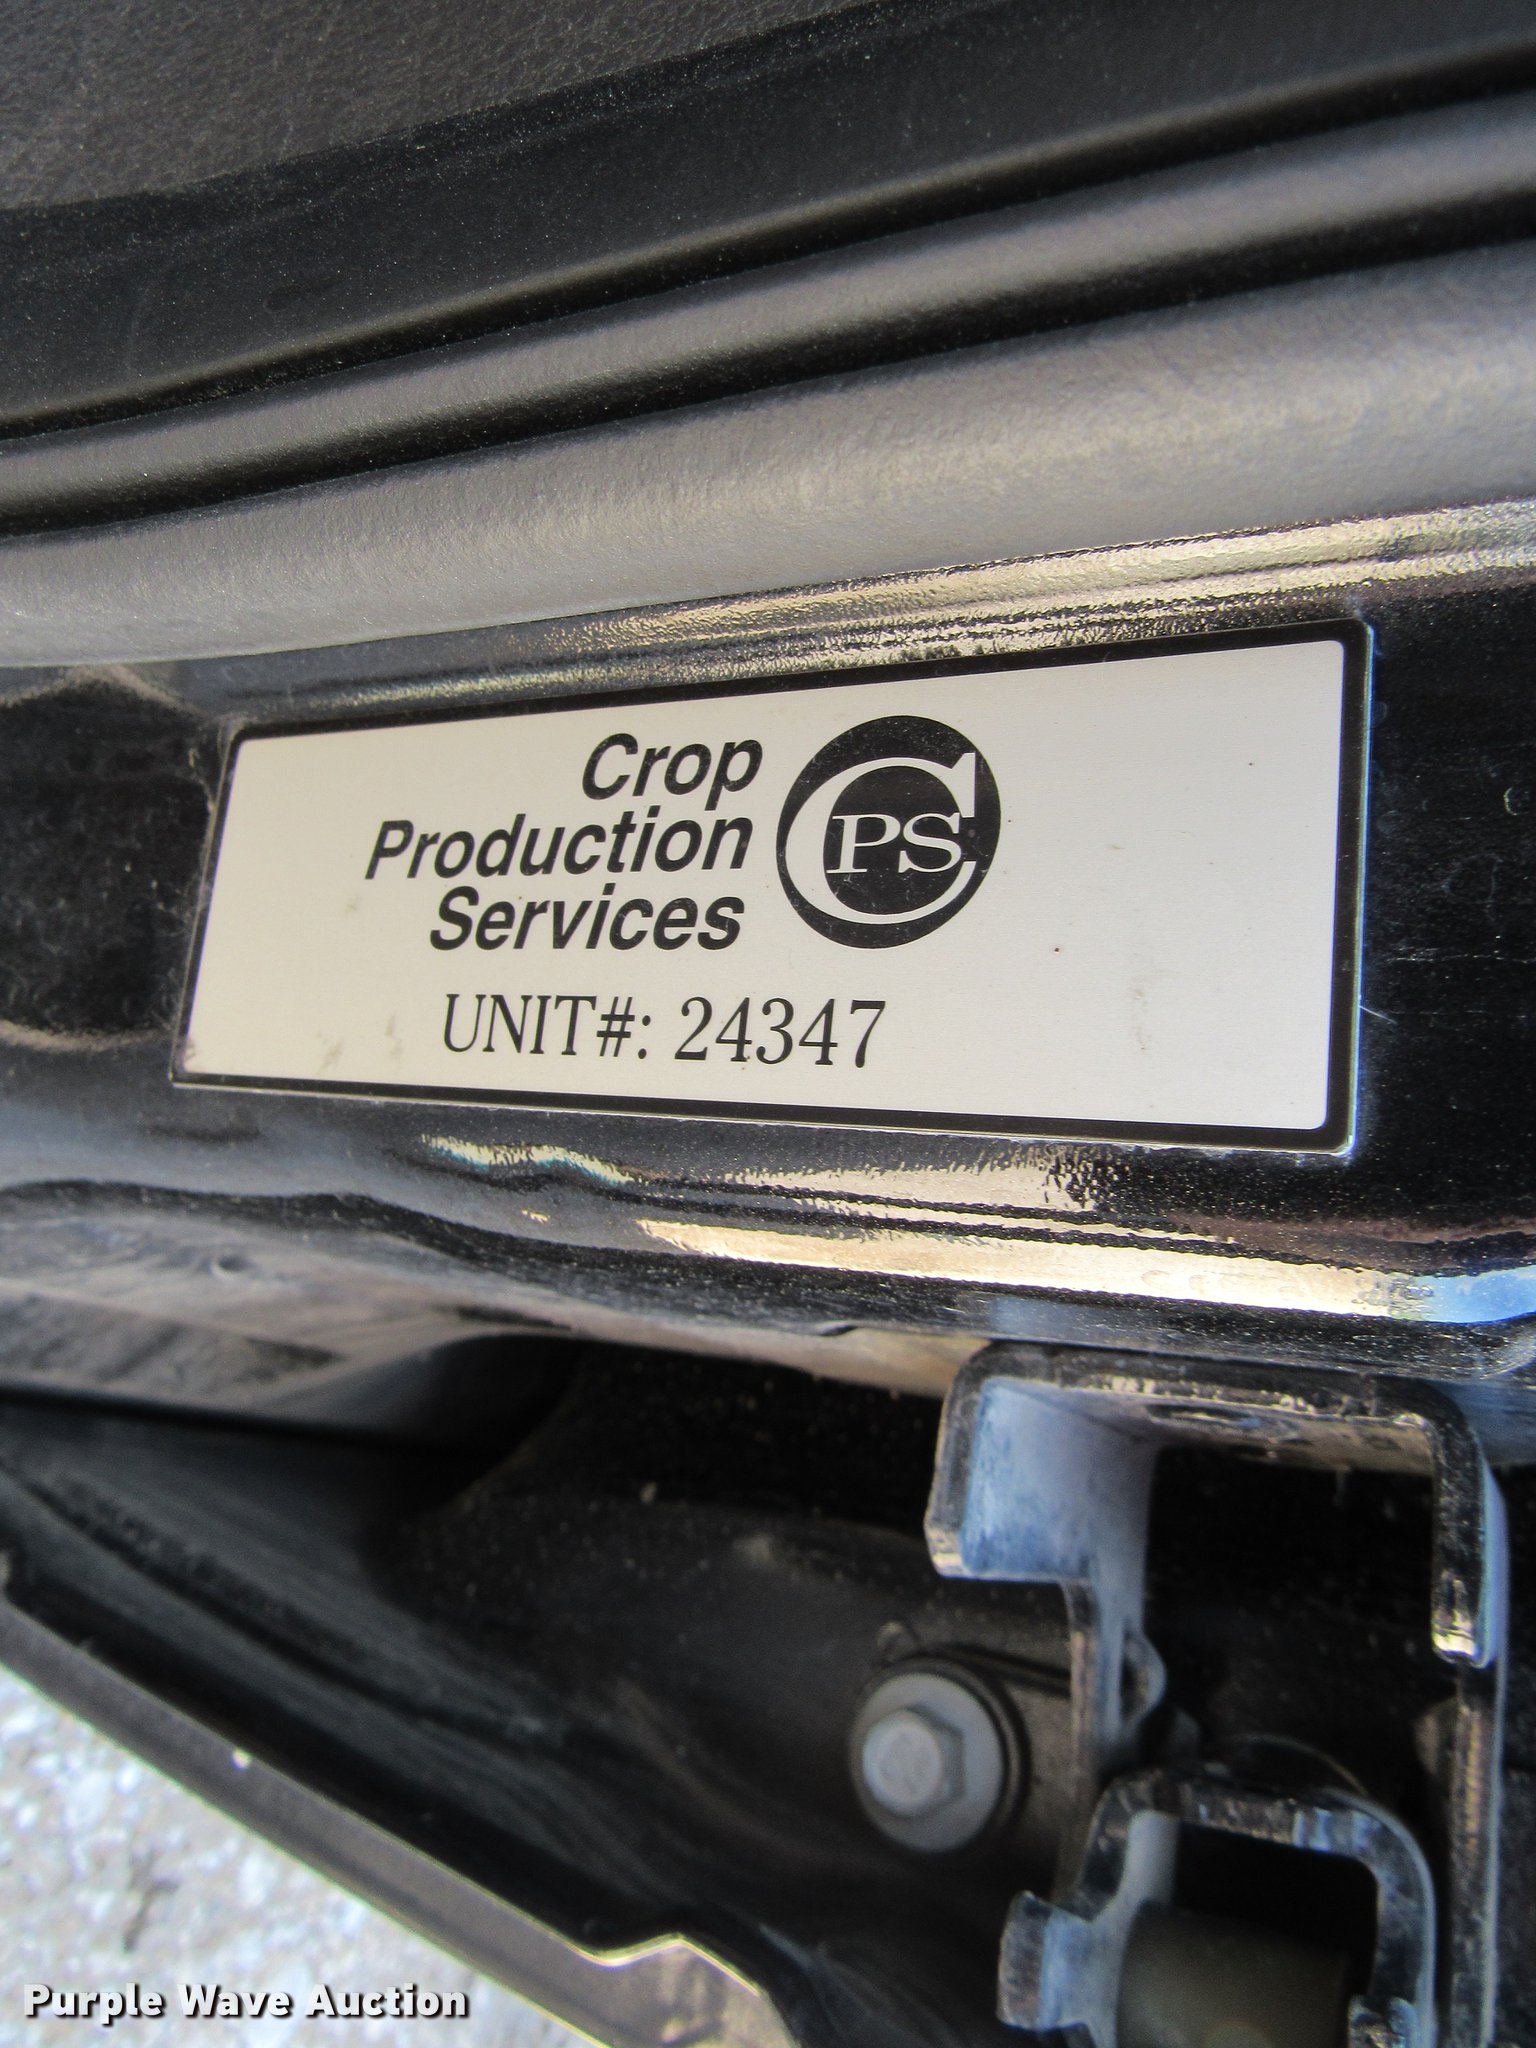 Crop
Production
Services
CPS
UNIT#: 24347
Purple Wave Auction